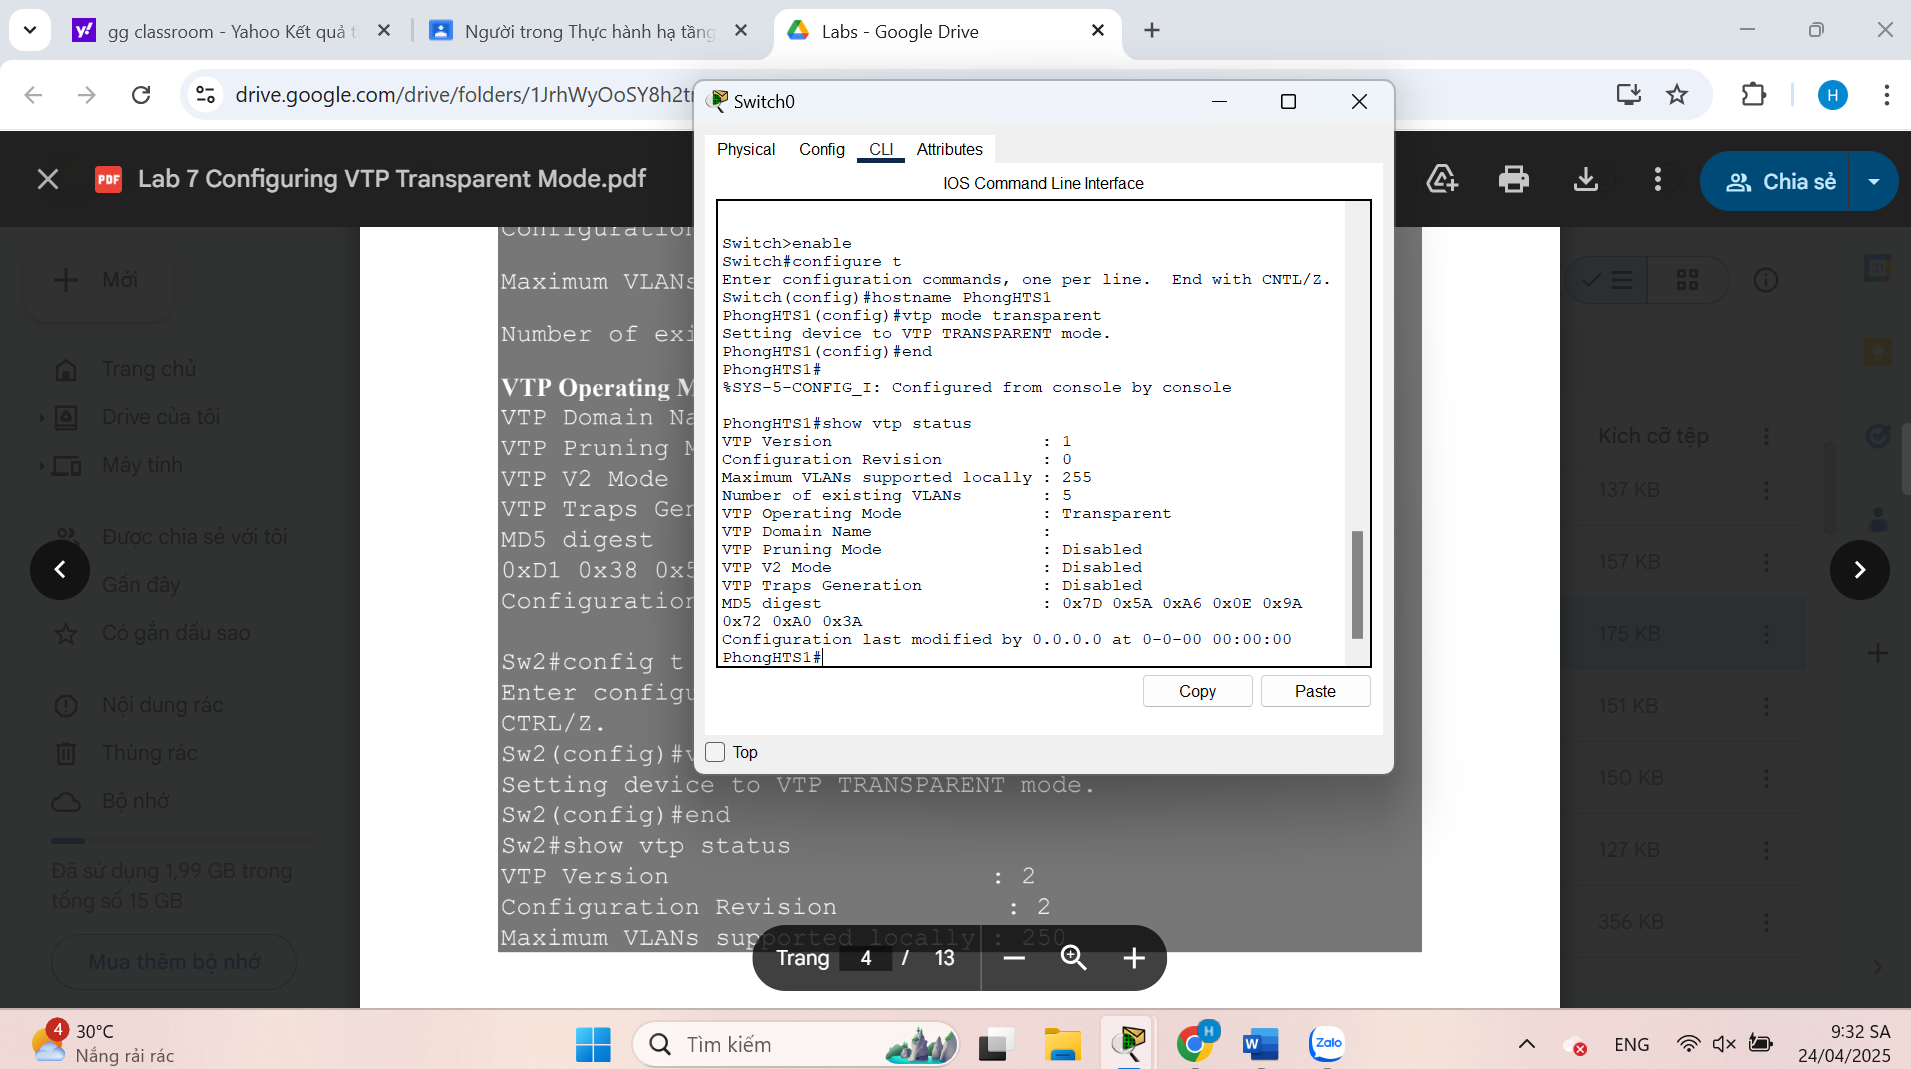 gg classroom - Yahoo Kết quả t
Người trong Thực hành hạ tầng
Labs - Google Drive
drive.google.com/drive/folders/1JrhWyOoSY8h2tr
H
Lab 7 Configuring VTP Transparent Mode.pdf
Chia sẻ
Switch0
Physical
Config
CLI
Attributes
IOS Command Line Interface
Switch>enable
Switch#configure t
Enter configuration commands, one per line.  End with CNTL/Z.
Switch(config)#hostname PhongHTS1
PhongHTS1(config)#vtp mode transparent
Setting device to VTP TRANSPARENT mode.
PhongHTS1(config)#end
PhongHTS1#
%SYS-5-CONFIG_I: Configured from console by console
PhongHTS1#show vtp status
VTP Version : 1
Configuration Revision : 0
Maximum VLANs supported locally : 255
Number of existing VLANs : 5
VTP Operating Mode : Transparent
VTP Domain Name :
VTP Pruning Mode : Disabled
VTP V2 Mode : Disabled
VTP Traps Generation : Disabled
MD5 digest : 0x7D 0x5A 0xA6 0x0E 0x9A
0x72 0xA0 0x3A
Configuration last modified by 0.0.0.0 at 0-0-00 00:00:00
PhongHTS1#
Copy
Paste
Top
Mới
Trang chủ
Drive của tôi
Máy tính
Được chia sẻ với tôi
Gần đây
Có gắn dấu sao
Nội dung rác
Thùng rác
Bộ nhớ
Đã sử dụng 1,99 GB trong
tổng số 15 GB
Mua thêm bộ nhớ
Configuration
Maximum VLANs
Number of exi
VTP Operating M
VTP Domain Na
VTP Pruning M
VTP V2 Mode
VTP Traps Gen
MD5 digest
0xD1 0x38 0x5
Configuration
Sw2#config t
Enter configu
CTRL/Z.
Sw2(config)#v
Setting device to VTP TRANSPARENT mode.
Sw2(config)#end
Sw2#show vtp status
VTP Version : 2
Configuration Revision : 2
Maximum VLANs supported locally : 250
Trang 4 / 13
Kích cỡ tệp
137 KB
157 KB
175 KB
151 KB
150 KB
127 KB
356 KB
31
4
30°C
Nắng rải rác
Tìm kiếm
H
W
Zalo
ENG
9:32 SA
24/04/2025